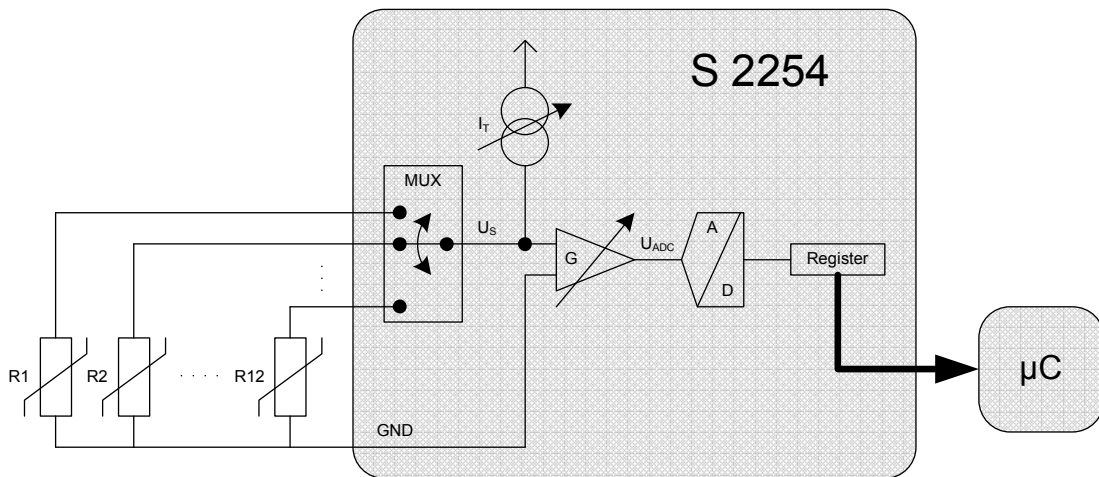 S 2254
I_T
MUX
U_S
G
U_ADC
A
D
Register
R1
R2
R12
GND
µC